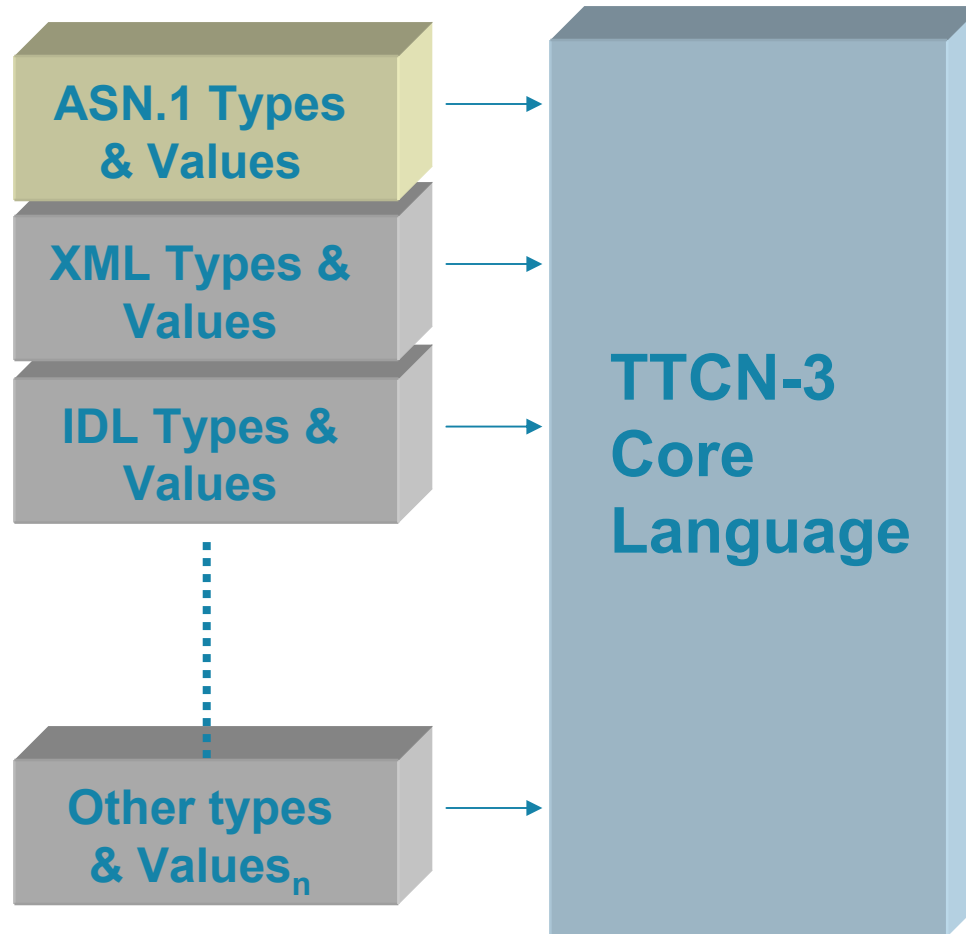 ASN.1 Types
& Values
XML Types &
Values
IDL Types &
Values
Other types
& Valuesn
TTCN-3
Core
Language